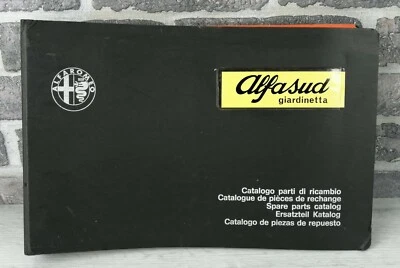 ALFA ROMEO
Alfasud
giardinetta
Catalogo parti di ricambio
Catalogue de pièces de rechange
Spare parts catalog
Ersatzteil Katalog
Catalogo de piezas de repuesto